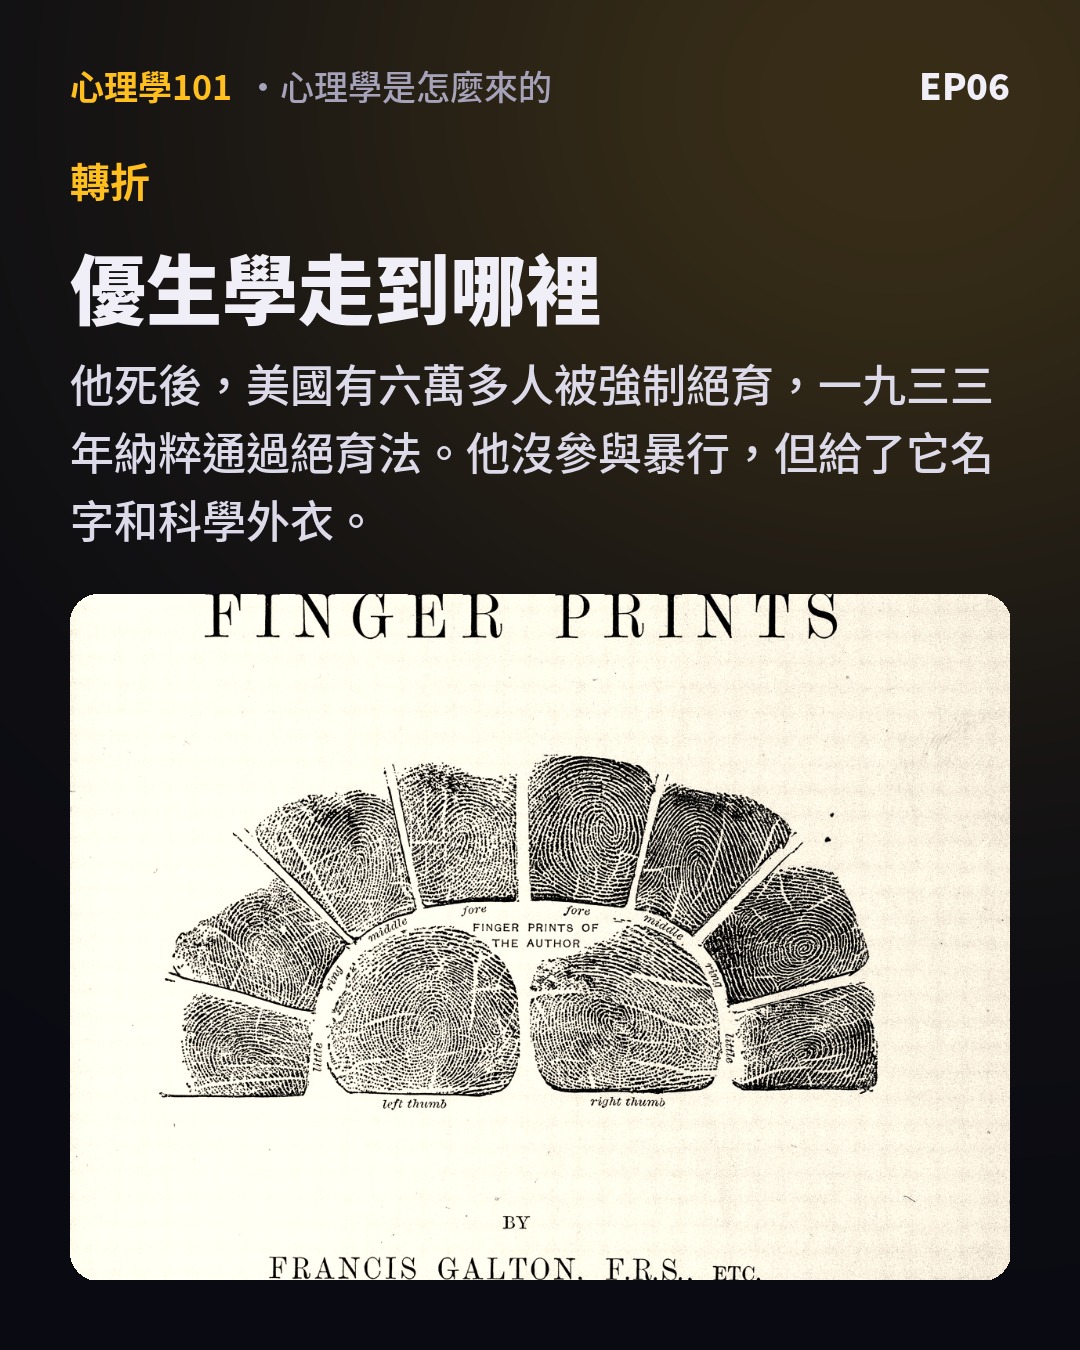 心理學101 ・心理學是怎麼來的
EP06
轉折
優生學走到哪裡
他死後，美國有六萬多人被強制絕育，一九三三
年納粹通過絕育法。他沒參與暴行，但給了它名
字和科學外衣。
FINGER PRINTS
fore
fore
middle
middle
FINGER PRINTS OF
THE AUTHOR
ring
ring
little
little
left thumb
right thumb
BY
FRANCIS GALTON, F.R.S., ETC.